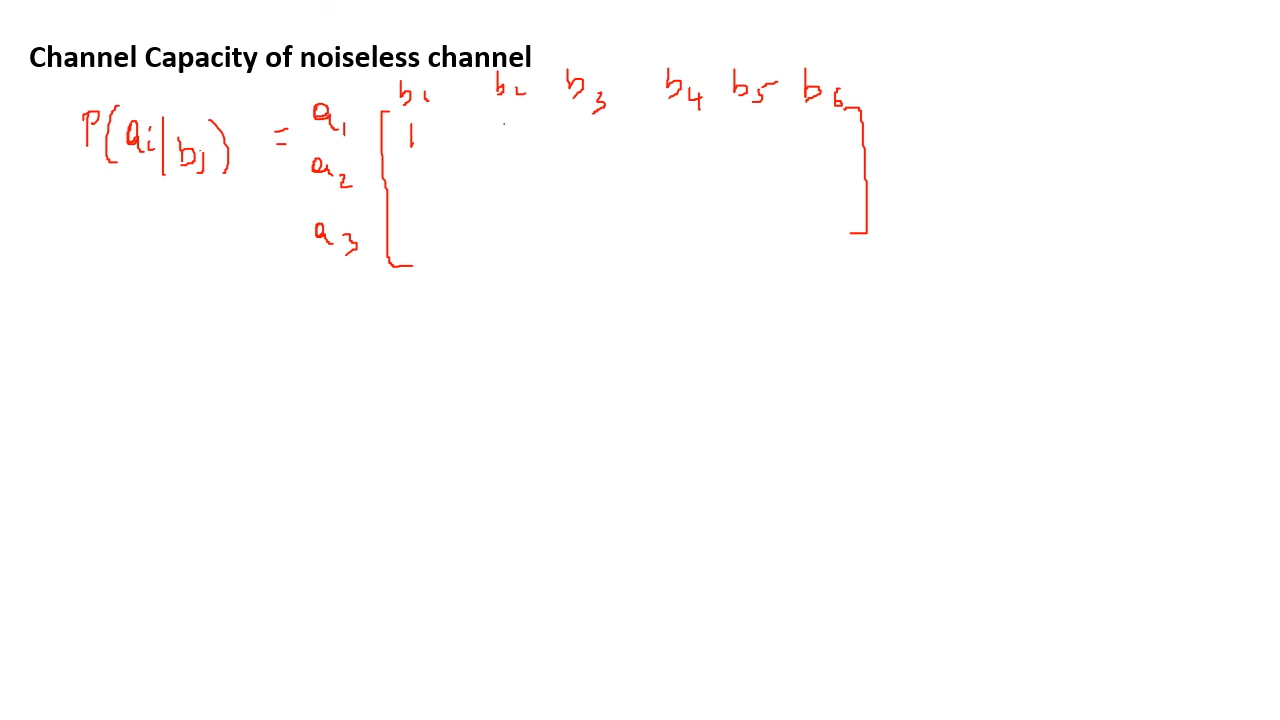 Channel Capacity of noiseless channel
b1 b2 b3 b4 b5 b6
P(ai|bj) = a1 [ 1 ]
a2
a3